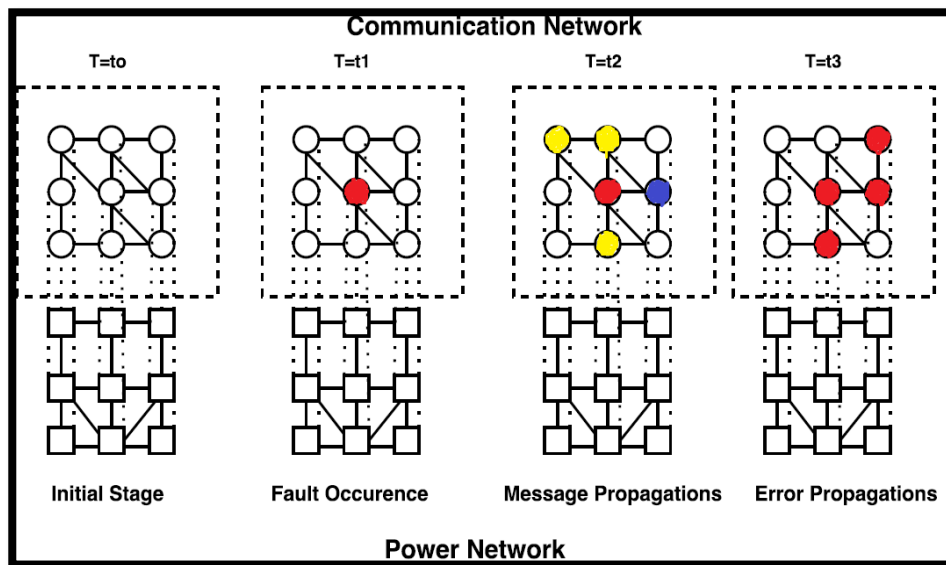 Communication Network
T=to
T=t1
T=t2
T=t3
Initial Stage
Fault Occurence
Message Propagations
Error Propagations
Power Network